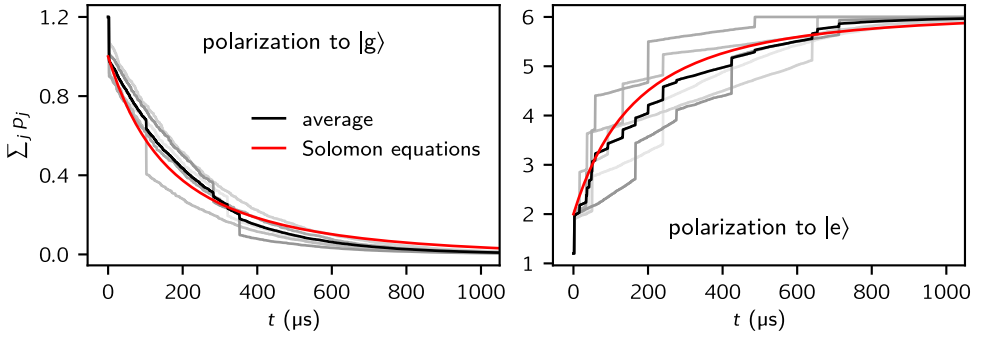 1.2
0.8
0.4
0.0
∑ⱼ pⱼ
polarization to |g⟩
average
Solomon equations
0 200 400 600 800 1000
t (μs)
6
5
4
3
2
1
polarization to |e⟩
0 200 400 600 800 1000
t (μs)